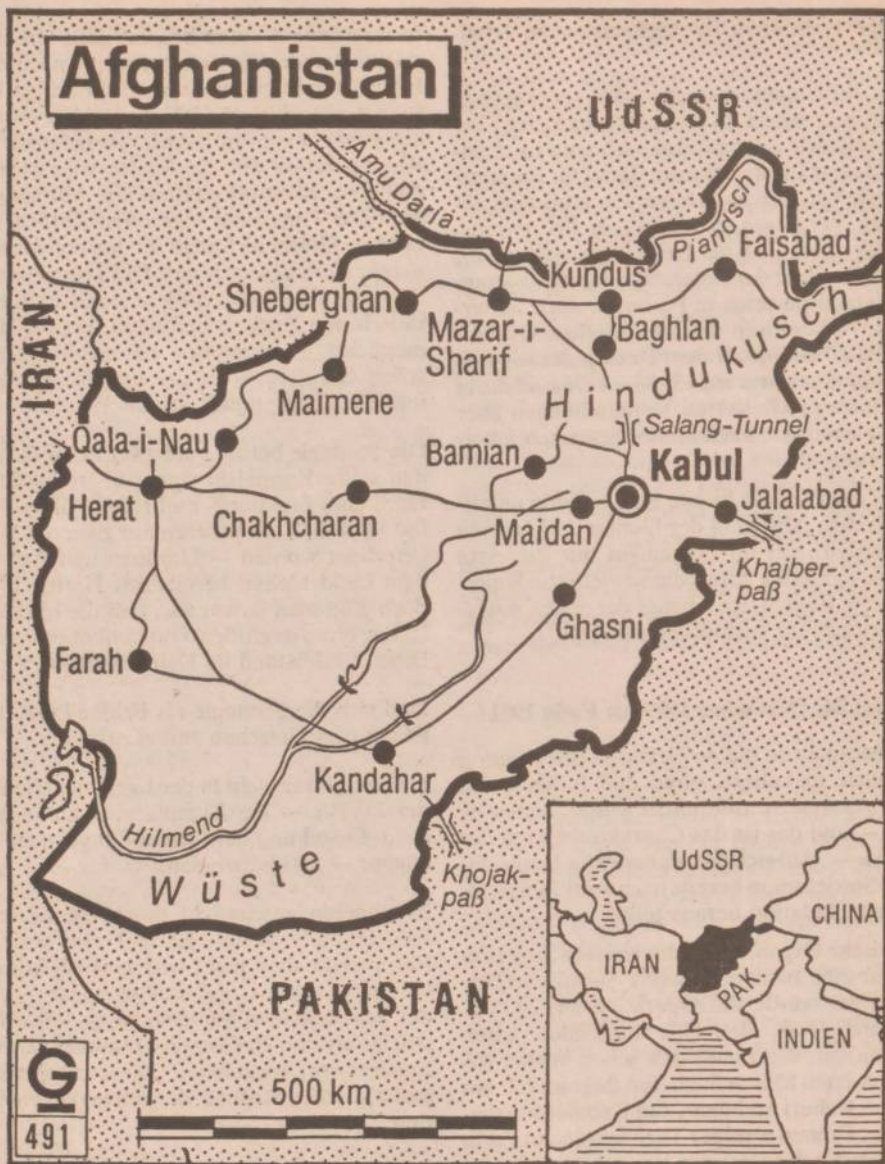 Afghanistan
UdSSR
Amu Daria
Pjandsch
Faisabad
Kundus
Sheberghan
Mazar-i-
Sharif
Baghlan
IRAN
Hindukusch
Maimene
Salang-Tunnel
Qala-i-Nau
Bamian
Kabul
Herat
Chakhcharan
Maidan
Jalalabad
Khaiber-
paß
Ghasni
Farah
Kandahar
Hilmend
Wüste
Khojak-
paß
PAKISTAN
UdSSR
CHINA
IRAN
PAK.
INDIEN
G
491
500 km